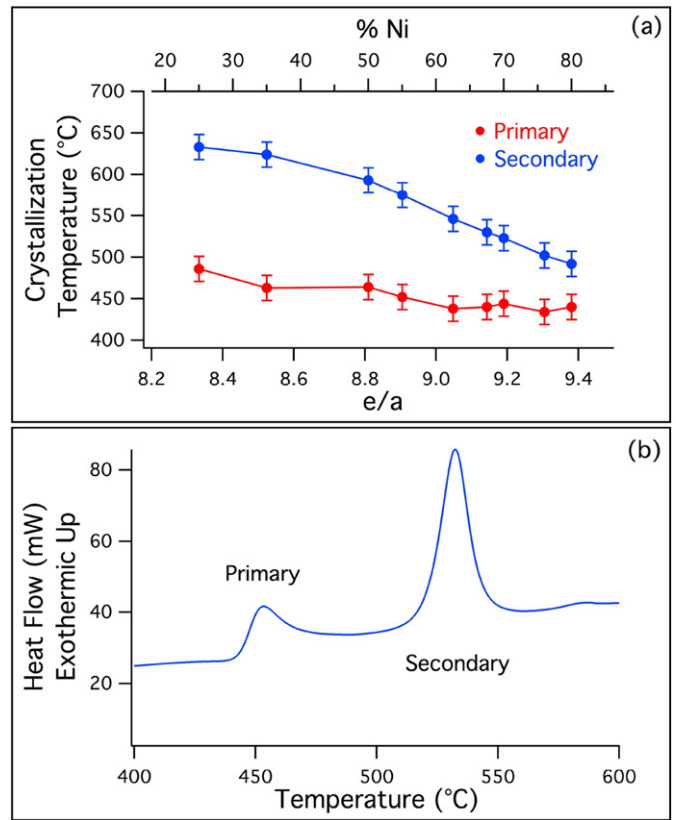 (a)
% Ni
20 30 40 50 60 70 80
700
650
600
550
500
450
400
Crystallization
Temperature (°C)
Primary
Secondary
8.2 8.4 8.6 8.8 9.0 9.2 9.4
e/a
(b)
80
60
40
20
Heat Flow (mW)
Exothermic Up
Primary
Secondary
400 450 500 550 600
Temperature (°C)